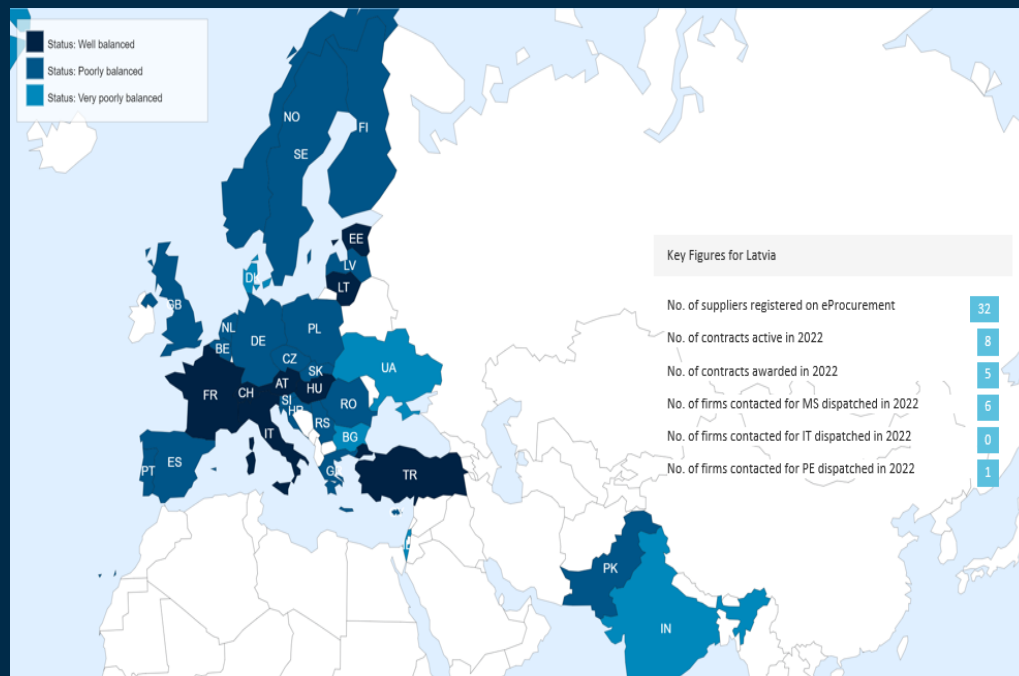 Status: Well balanced
Status: Poorly balanced
Status: Very poorly balanced
NO
FI
SE
EE
LV
LT
GB
NL
BE
DE
PL
CZ
SK
UA
FR
CH
AT
HU
SI
RO
RS
BG
IT
PT
ES
TR
PK
IN
Key Figures for Latvia
No. of suppliers registered on eProcurement 32
No. of contracts active in 2022 8
No. of contracts awarded in 2022 5
No. of firms contacted for MS dispatched in 2022 6
No. of firms contacted for IT dispatched in 2022 0
No. of firms contacted for PE dispatched in 2022 1